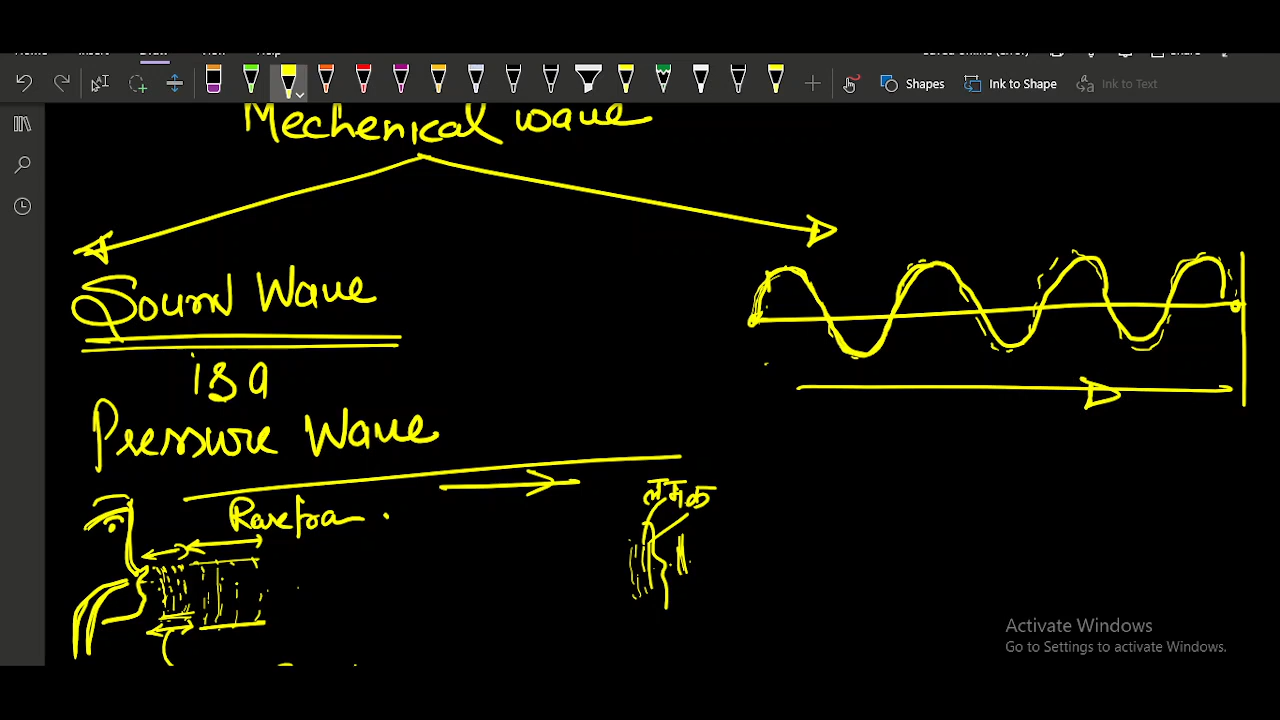 Shapes Ink to Shape Ink to Text
Mechenical wave
Sound Wave
is a
Pressure Wave
Activate Windows
Go to Settings to activate Windows.